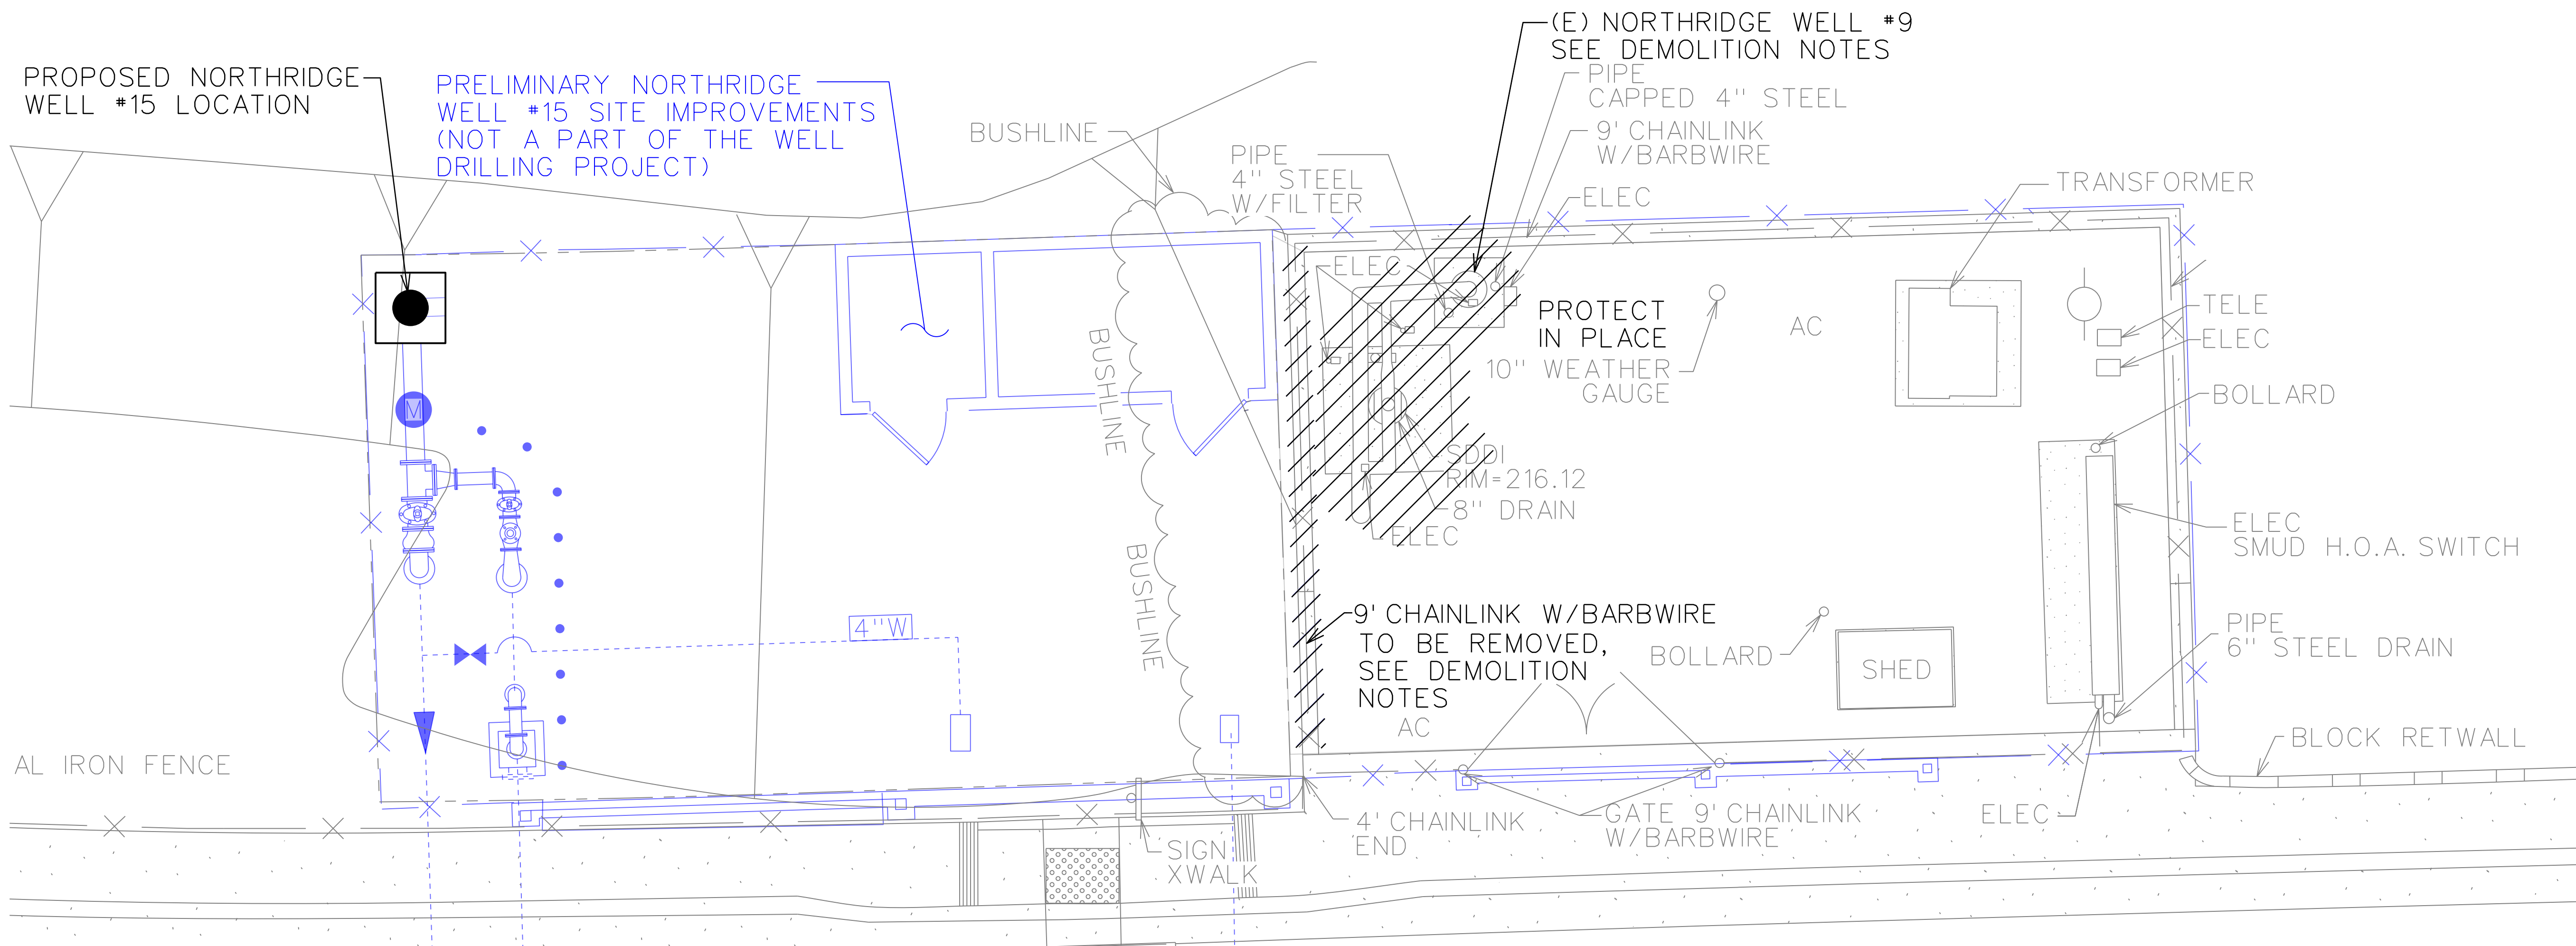 (E) NORTHRIDGE WELL #9
SEE DEMOLITION NOTES
PROPOSED NORTHRIDGE
WELL #15 LOCATION
PRELIMINARY NORTHRIDGE
WELL #15 SITE IMPROVEMENTS
(NOT A PART OF THE WELL
DRILLING PROJECT)
PIPE
CAPPED 4" STEEL
9' CHAINLINK
W/BARBWIRE
BUSHLINE
PIPE
4" STEEL
W/FILTER
ELEC
TRANSFORMER
ELEC
PROTECT
IN PLACE
10" WEATHER
GAUGE
AC
TELE
ELEC
BUSHLINE
BOLLARD
M
SDDI
RIM=216.12
8" DRAIN
ELEC
ELEC
SMUD H.O.A. SWITCH
BUSHLINE
9' CHAINLINK W/BARBWIRE
TO BE REMOVED,
SEE DEMOLITION
NOTES
4"W
BOLLARD
SHED
PIPE
6" STEEL DRAIN
AC
AL IRON FENCE
BLOCK RETWALL
4' CHAINLINK
END
GATE 9' CHAINLINK
W/BARBWIRE
ELEC
SIGN
XWALK